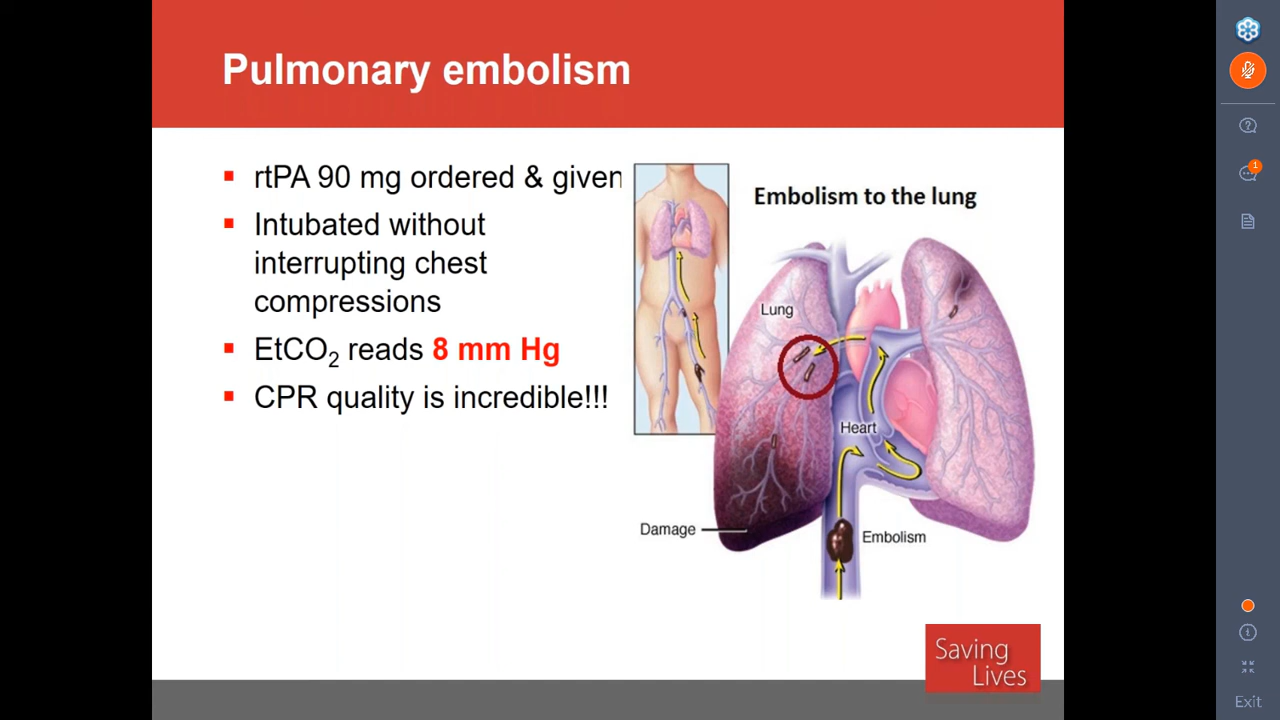 Pulmonary embolism
▪ rtPA 90 mg ordered & given
▪ Intubated without
interrupting chest
compressions
▪ EtCO₂ reads 8 mm Hg
▪ CPR quality is incredible!!!
Embolism to the lung
Lung
Heart
Damage
Embolism
Saving
Lives
1
Exit